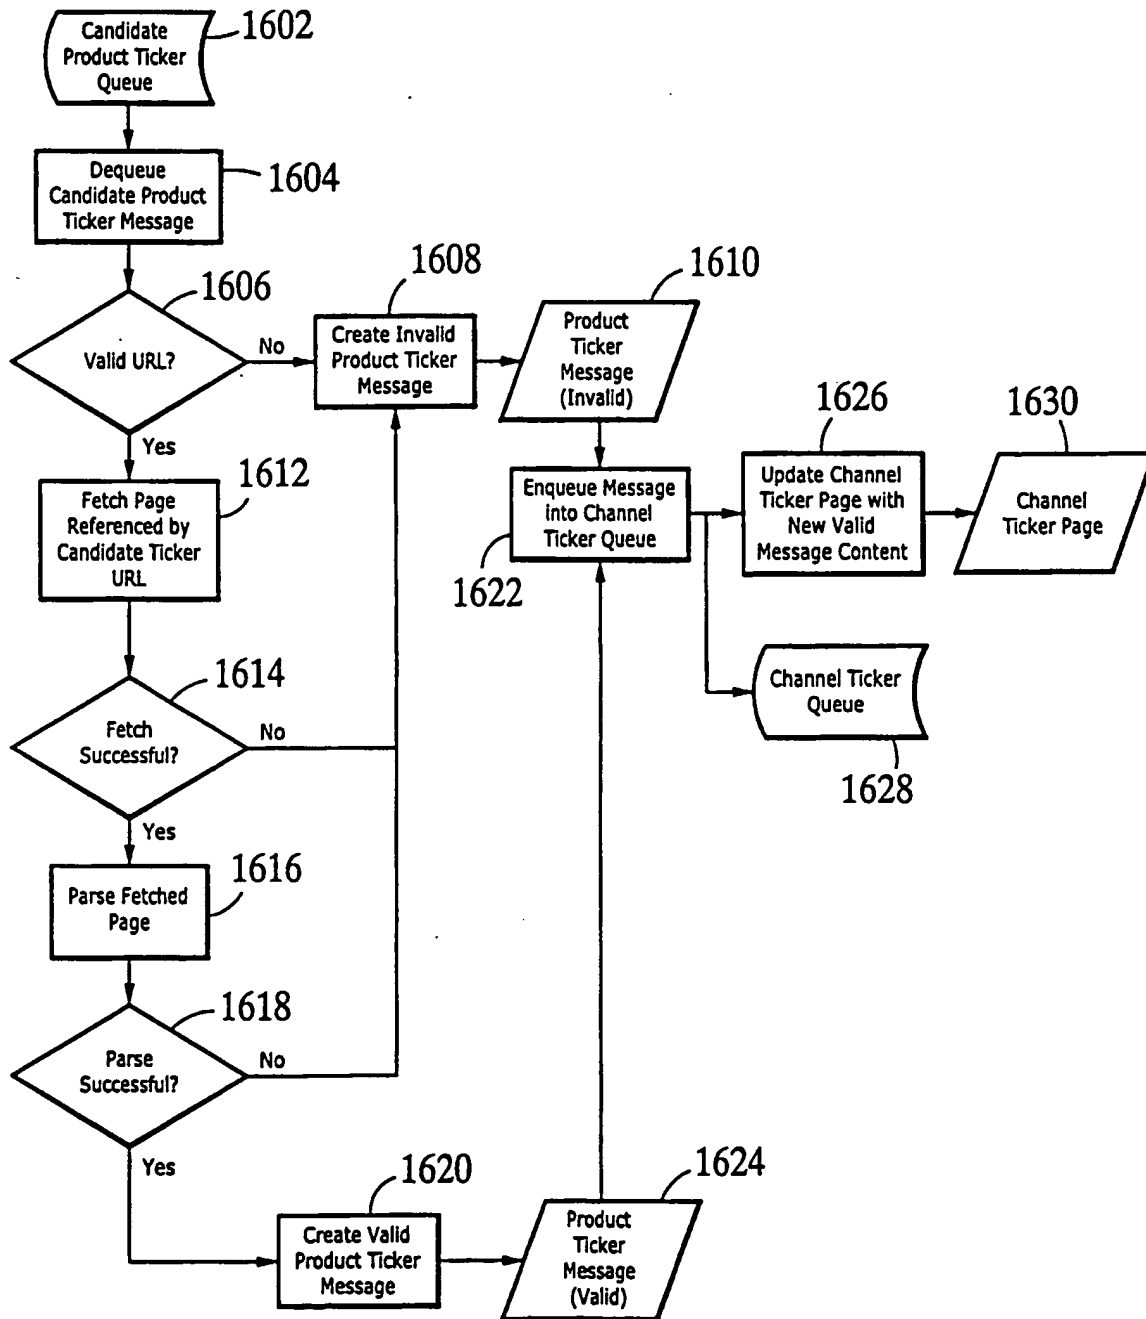 Candidate
Product Ticker
Queue
1602
Dequeue
Candidate Product
Ticker Message
1604
Valid URL?
1606
No
Yes
Create Invalid
Product Ticker
Message
1608
Product
Ticker
Message
(Invalid)
1610
Fetch Page
Referenced by
Candidate Ticker
URL
1612
Enqueue Message
into Channel
Ticker Queue
1622
Update Channel
Ticker Page with
New Valid
Message Content
1626
Channel
Ticker Page
1630
Fetch
Successful?
1614
No
Yes
Channel Ticker
Queue
1628
Parse Fetched
Page
1616
Parse
Successful?
1618
No
Yes
Create Valid
Product Ticker
Message
1620
Product
Ticker
Message
(Valid)
1624